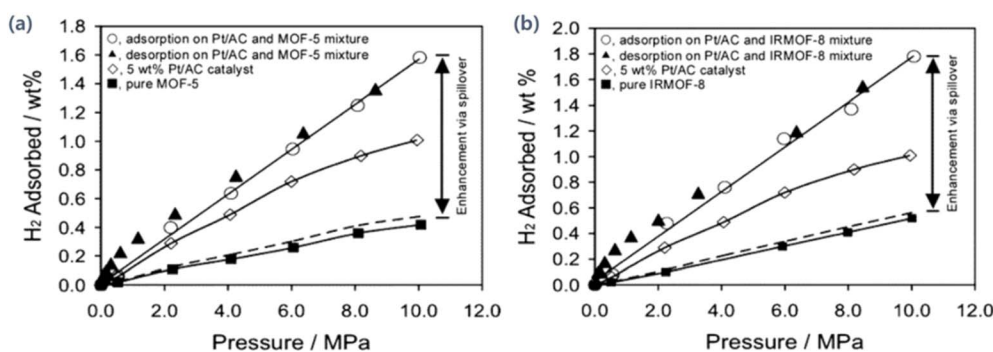 (a)
1.8
1.6
1.4
1.2
1.0
0.8
0.6
0.4
0.2
0.0
H2 Adsorbed / wt%
○, adsorption on Pt/AC and MOF-5 mixture
▲, desorption on Pt/AC and MOF-5 mixture
◇, 5 wt% Pt/AC catalyst
■, pure MOF-5
Enhancement via spillover
0.0 2.0 4.0 6.0 8.0 10.0 12.0
Pressure / MPa
(b)
2.0
1.8
1.6
1.4
1.2
1.0
0.8
0.6
0.4
0.2
0.0
H2 Adsorbed / wt %
○, adsorption on Pt/AC and IRMOF-8 mixture
▲, desorption on Pt/AC and IRMOF-8 mixture
◇, 5 wt% Pt/AC catalyst
■, pure IRMOF-8
Enhancement via spillover
0.0 2.0 4.0 6.0 8.0 10.0 12.0
Pressure / MPa